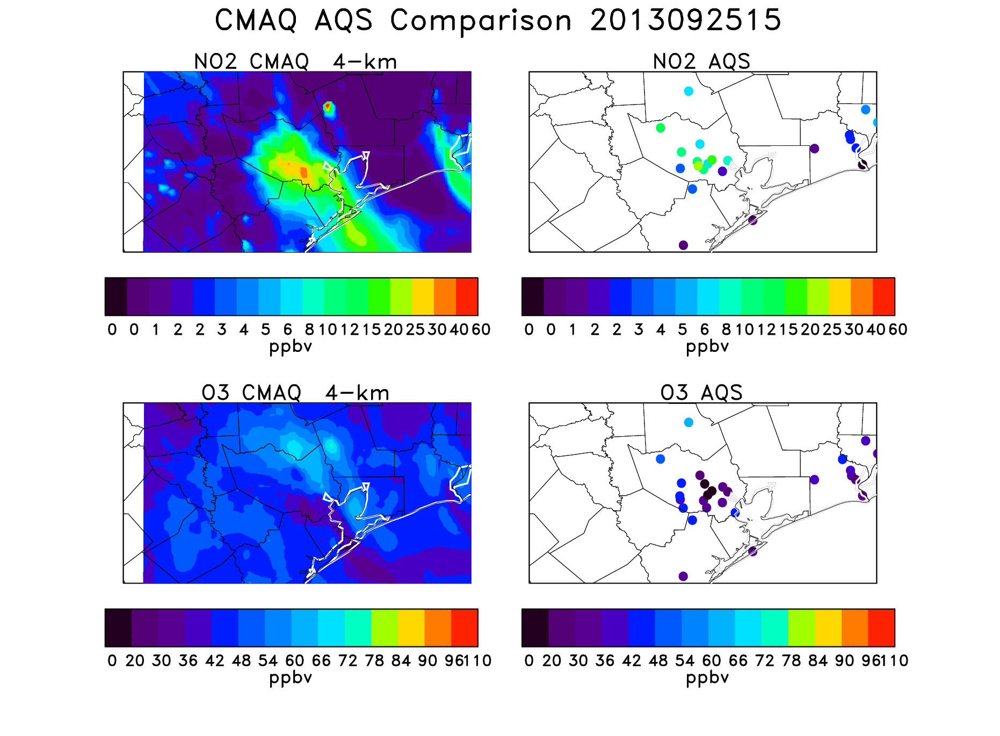 CMAQ AQS Comparison 2013092515
NO2 CMAQ 4-km
NO2 AQS
0 0 1 2 2 3 4 5 6 8 10 12 15 20 25 30 40 60
ppbv
0 0 1 2 2 3 4 5 6 8 10 12 15 20 25 30 40 60
ppbv
O3 CMAQ 4-km
O3 AQS
0 20 30 36 42 48 54 60 66 72 78 84 90 96 110
ppbv
0 20 30 36 42 48 54 60 66 72 78 84 90 96 110
ppbv